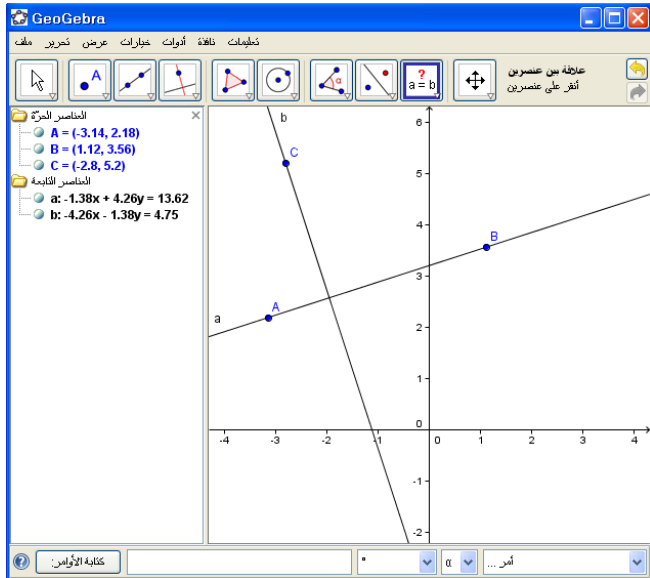 GeoGebra
ملف تحرير عرض خيارات أدوات نافذة تعليمات
A
α
?
a = b
علاقة بين عنصرين
أنقر على عنصرين
العناصر الحرّة
A = (-3.14, 2.18)
B = (1.12, 3.56)
C = (-2.8, 5.2)
العناصر التابعة
a: -1.38x + 4.26y = 13.62
b: -4.26x - 1.38y = 4.75
b
6
C
5
4
B
3
A
a
2
1
0
-4 -3 -2 -1 0 1 2 3 4
-1
-2
كتابة الأوامر:
α
أمر ...